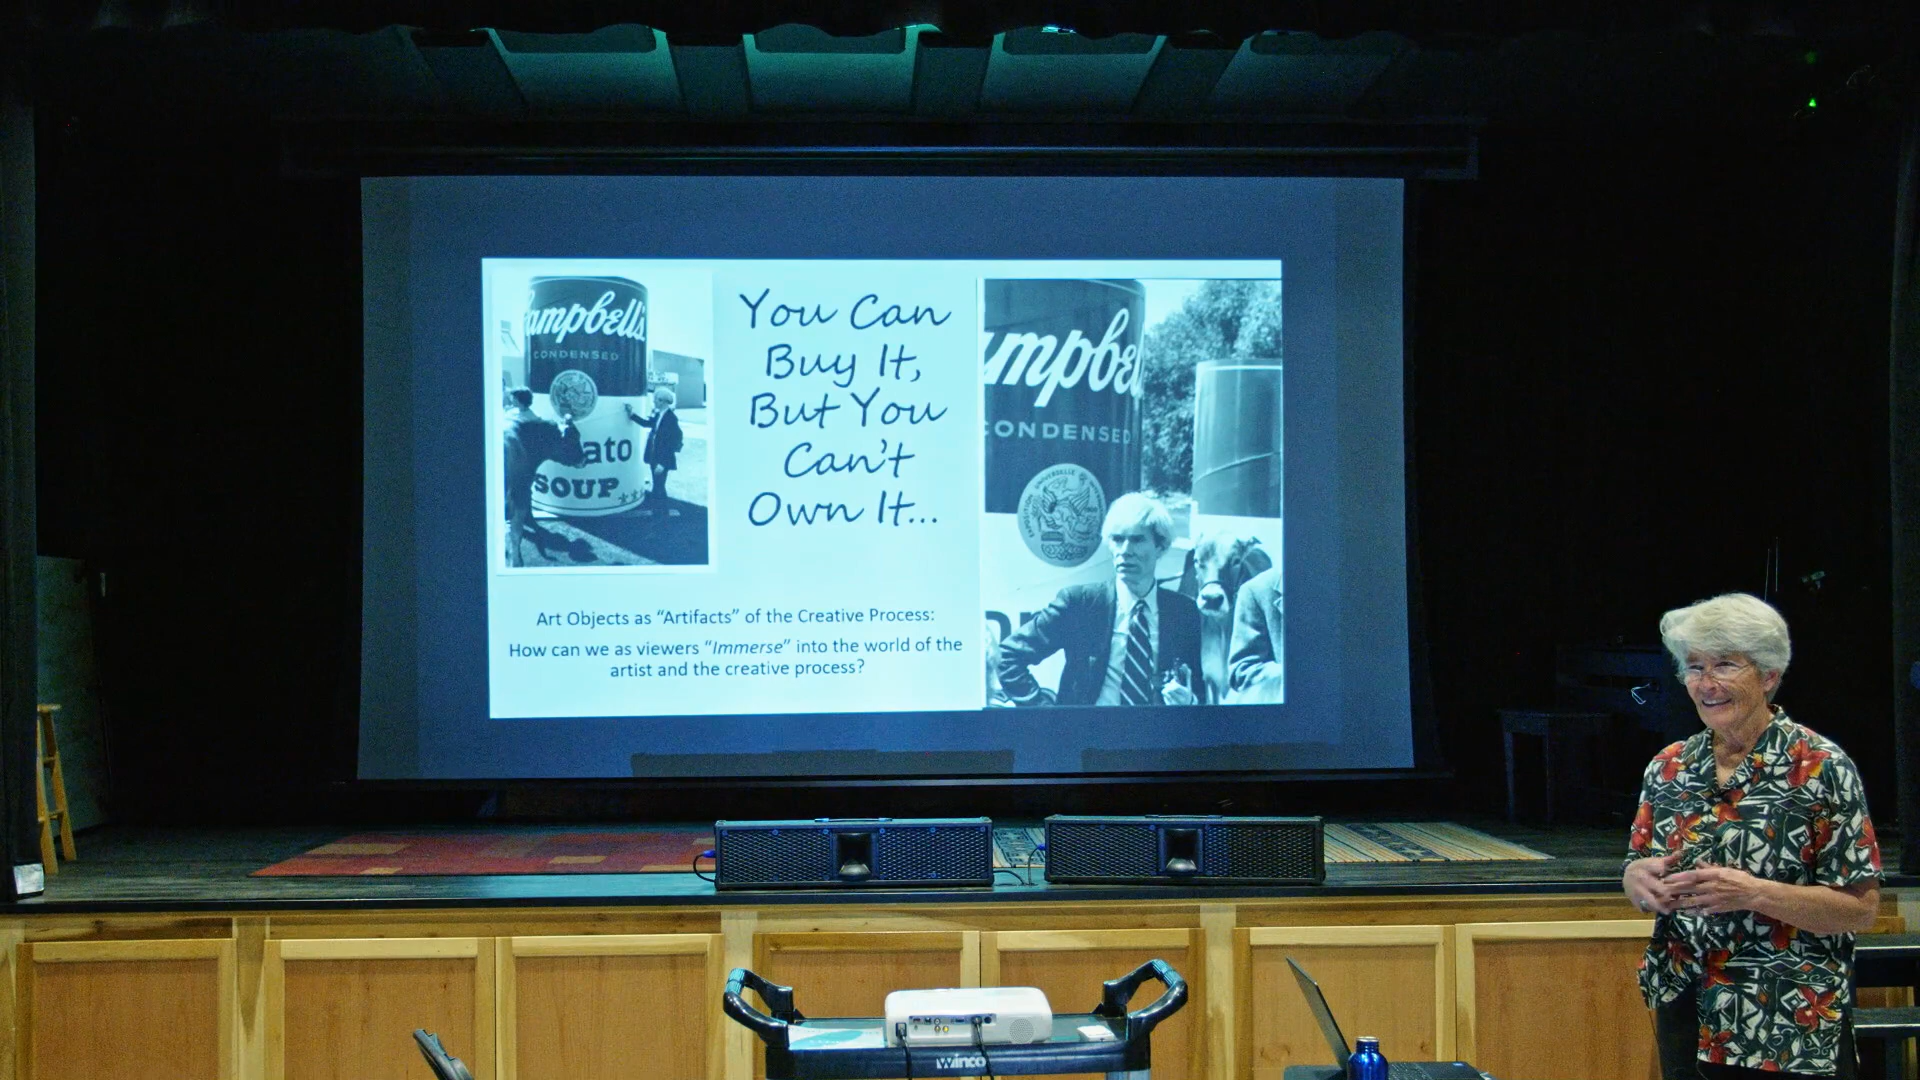 ampbell's
CONDENSED
ato
SOUP
You Can
Buy It,
But You
Can't
Own It...
ampbe
CONDENSED
Art Objects as “Artifacts” of the Creative Process:
How can we as viewers “Immerse” into the world of the
artist and the creative process?
winco